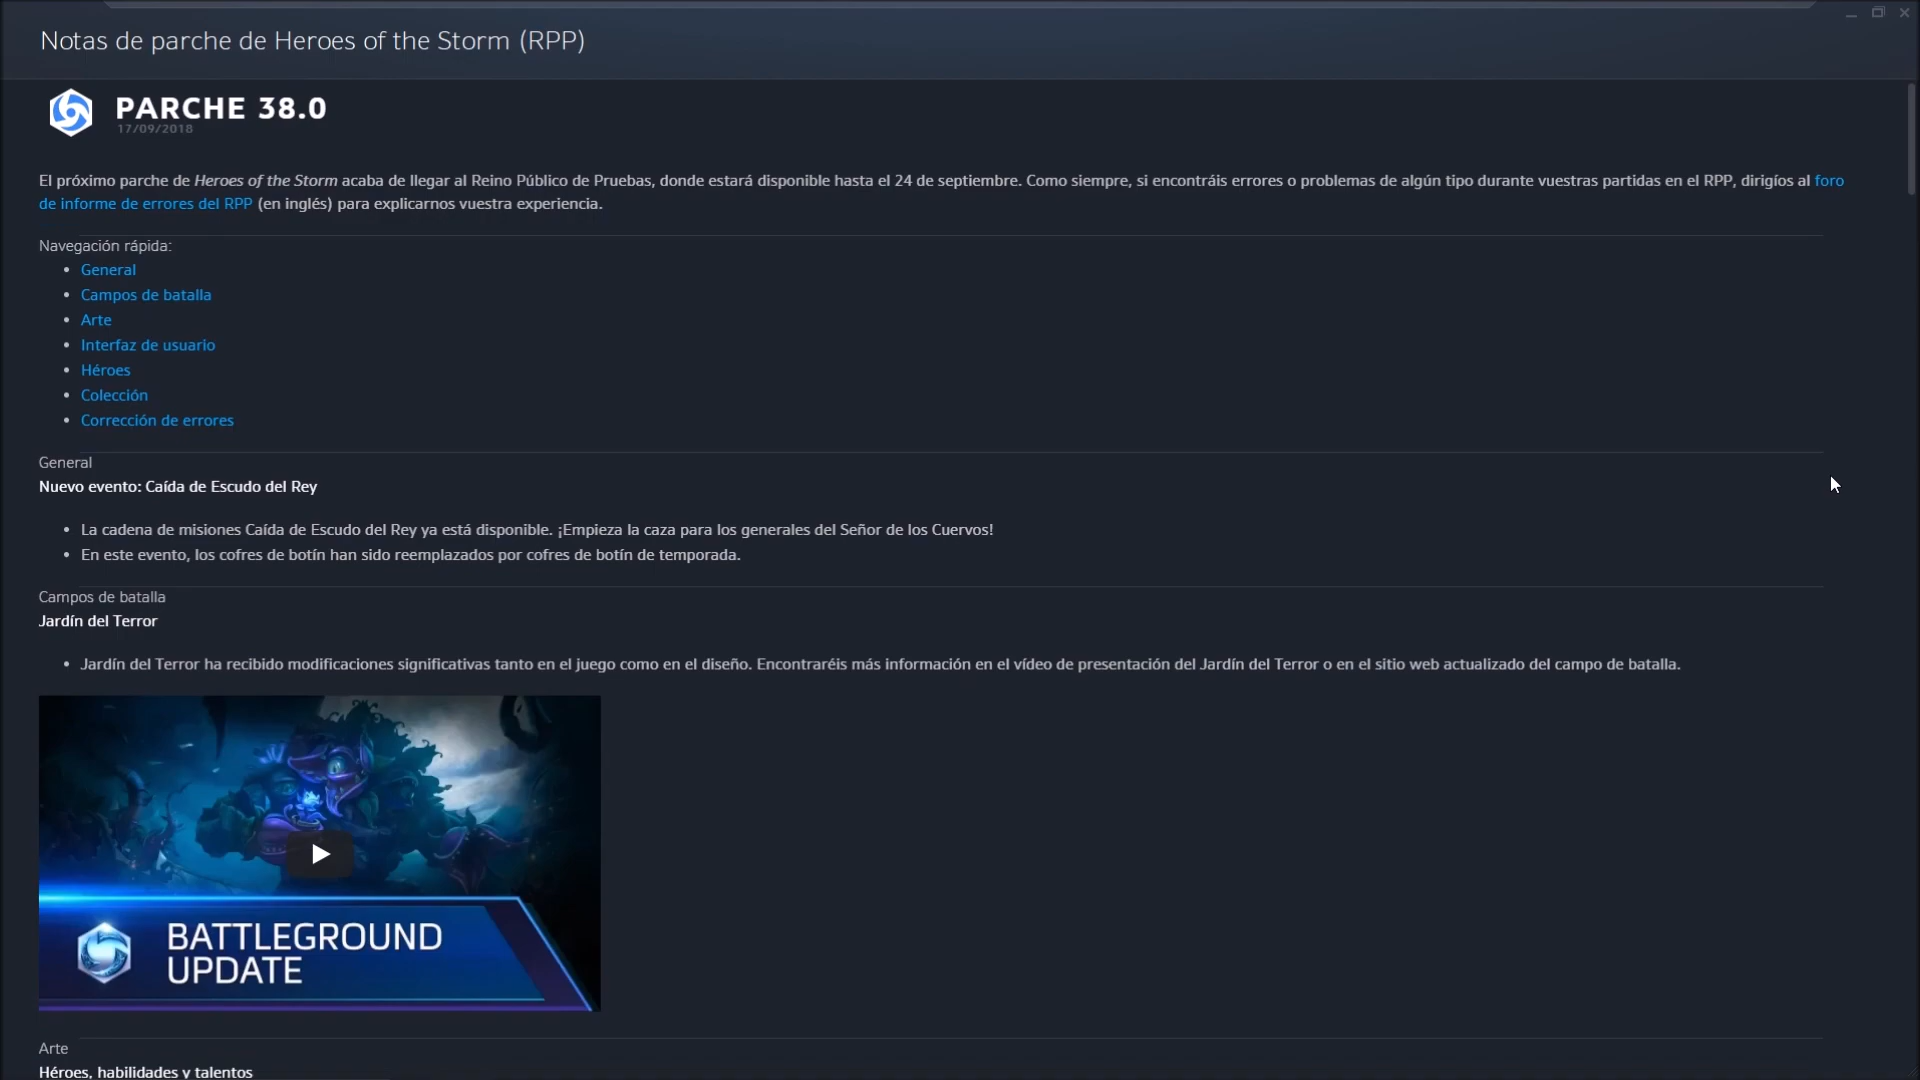 Notas de parche de Heroes of the Storm (RPP)
PARCHE 38.0
17/09/2018
El próximo parche de Heroes of the Storm acaba de llegar al Reino Público de Pruebas, donde estará disponible hasta el 24 de septiembre. Como siempre, si encontráis errores o problemas de algún tipo durante vuestras partidas en el RPP, dirigíos al foro
de informe de errores del RPP (en inglés) para explicarnos vuestra experiencia.
Navegación rápida:
• General
• Campos de batalla
• Arte
• Interfaz de usuario
• Héroes
• Colección
• Corrección de errores
General
Nuevo evento: Caída de Escudo del Rey
• La cadena de misiones Caída de Escudo del Rey ya está disponible. ¡Empieza la caza para los generales del Señor de los Cuervos!
• En este evento, los cofres de botín han sido reemplazados por cofres de botín de temporada.
Campos de batalla
Jardín del Terror
• Jardín del Terror ha recibido modificaciones significativas tanto en el juego como en el diseño. Encontraréis más información en el vídeo de presentación del Jardín del Terror o en el sitio web actualizado del campo de batalla.
BATTLEGROUND
UPDATE
Arte
Héroes, habilidades y talentos